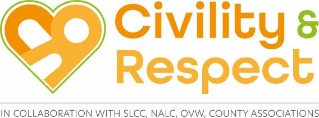 Civility &
Respect
IN COLLABORATION WITH SLCC, NALC, OVW, COUNTY ASSOCIATIONS